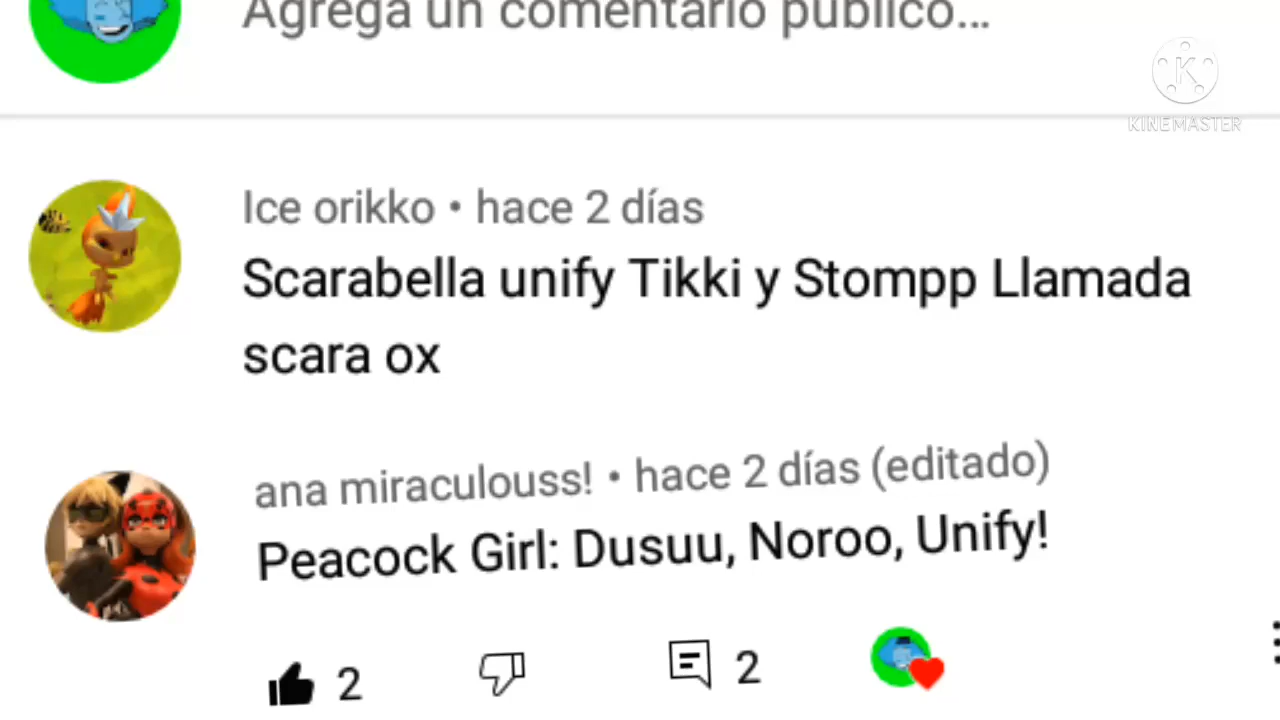 Agrega un comentario público...
KINEMASTER
Ice orikko • hace 2 días
Scarabella unify Tikki y Stompp Llamada
scara ox
ana miraculouss! • hace 2 días (editado)
Peacock Girl: Dusuu, Noroo, Unify!
2
2